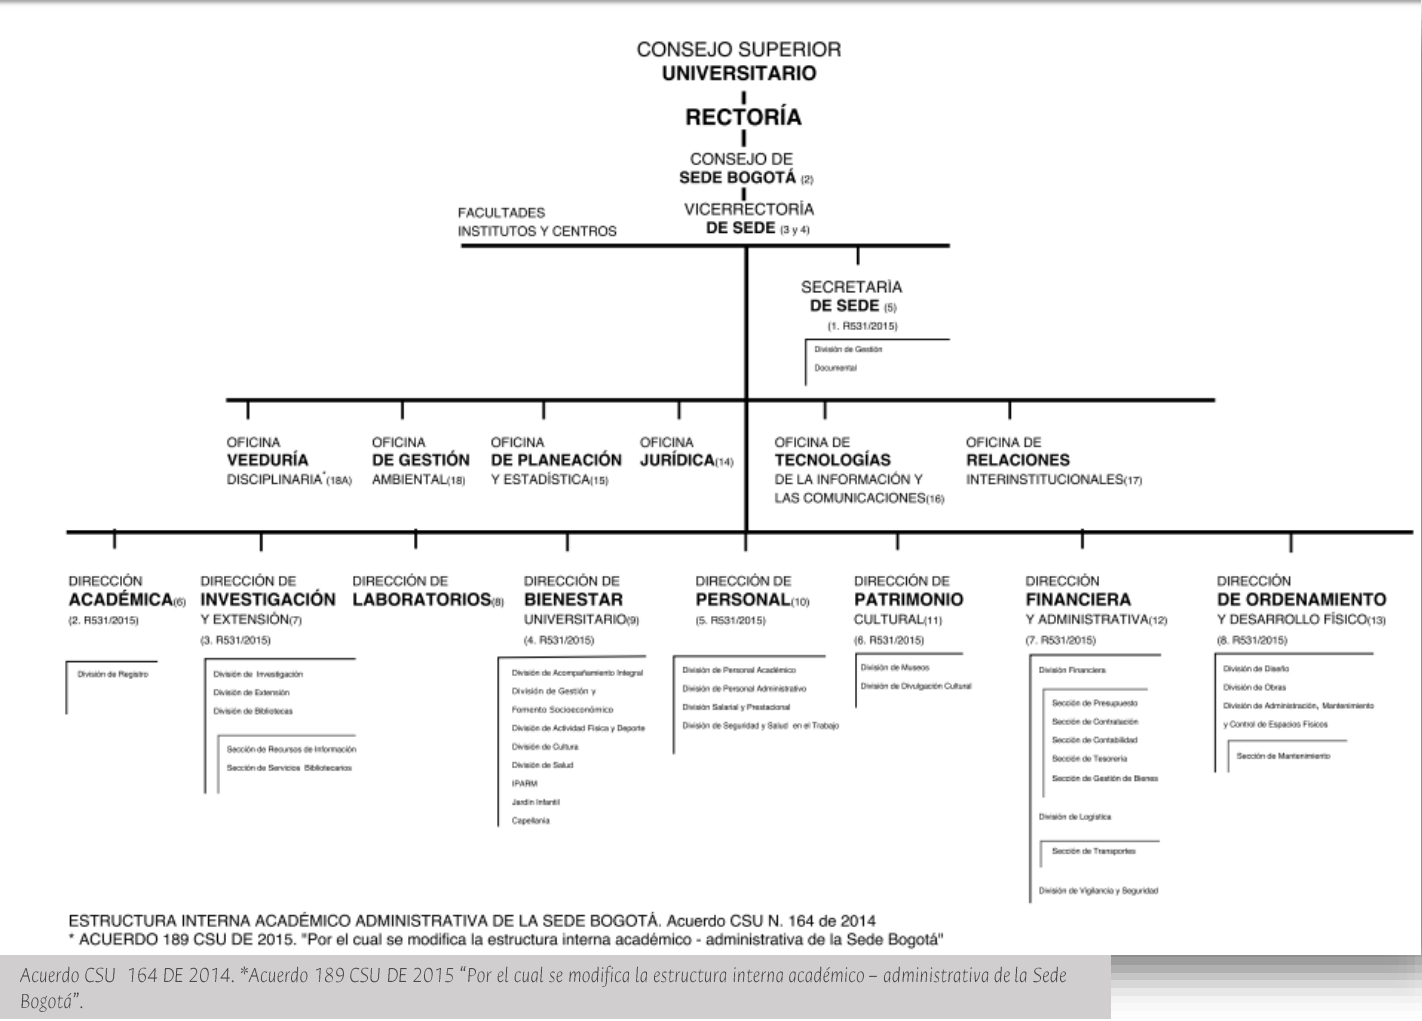 CONSEJO SUPERIOR
UNIVERSITARIO
RECTORÍA
CONSEJO DE
SEDE BOGOTÁ (2)
FACULTADES
INSTITUTOS Y CENTROS
VICERRECTORÌA
DE SEDE (3 y 4)
SECRETARÌA
DE SEDE (5)
(1. R531/2015)
División de Gestión
Documental
OFICINA
VEEDURÍA
DISCIPLINARIA*(18A)
OFICINA
DE GESTIÓN
AMBIENTAL(18)
OFICINA
DE PLANEACIÓN
Y ESTADÍSTICA(15)
OFICINA
JURÍDICA(14)
OFICINA DE
TECNOLOGÍAS
DE LA INFORMACIÓN Y
LAS COMUNICACIONES(16)
OFICINA DE
RELACIONES
INTERINSTITUCIONALES(17)
DIRECCIÓN
ACADÉMICA(6)
(2. R531/2015)
División de Registro
DIRECCIÓN DE
INVESTIGACIÓN
Y EXTENSIÓN(7)
(3. R531/2015)
División de Investigación
División de Extensión
División de Bibliotecas
Sección de Recursos de Información
Sección de Servicios Bibliotecarios
DIRECCIÓN DE
LABORATORIOS(8)
DIRECCIÓN DE
BIENESTAR
UNIVERSITARIO(9)
(4. R531/2015)
División de Acompañamiento Integral
División de Gestión y
Fomento Socioeconómico
División de Actividad Física y Deporte
División de Cultura
División de Salud
IPARM
Jardín Infantil
Capellanía
DIRECCIÓN DE
PERSONAL(10)
(5. R531/2015)
División de Personal Académico
División de Personal Administrativo
División Salarial y Prestacional
División de Seguridad y Salud en el Trabajo
DIRECCIÓN DE
PATRIMONIO
CULTURAL(11)
(6. R531/2015)
División de Museos
División de Divulgación Cultural
DIRECCIÓN
FINANCIERA
Y ADMINISTRATIVA(12)
(7. R531/2015)
División Financiera
Sección de Presupuesto
Sección de Contratación
Sección de Contabilidad
Sección de Tesorería
Sección de Gestión de Bienes
División de Logística
Sección de Transportes
División de Vigilancia y Seguridad
DIRECCIÓN
DE ORDENAMIENTO
Y DESARROLLO FÍSICO(13)
(8. R531/2015)
División de Diseño
División de Obras
División de Administración, Mantenimiento
y Control de Espacios Físicos
Sección de Mantenimiento
ESTRUCTURA INTERNA ACADÉMICO ADMINISTRATIVA DE LA SEDE BOGOTÁ. Acuerdo CSU N. 164 de 2014
* ACUERDO 189 CSU DE 2015. "Por el cual se modifica la estructura interna académico - administrativa de la Sede Bogotá"
Acuerdo CSU 164 DE 2014. *Acuerdo 189 CSU DE 2015 “Por el cual se modifica la estructura interna académico – administrativa de la Sede
Bogotá”.